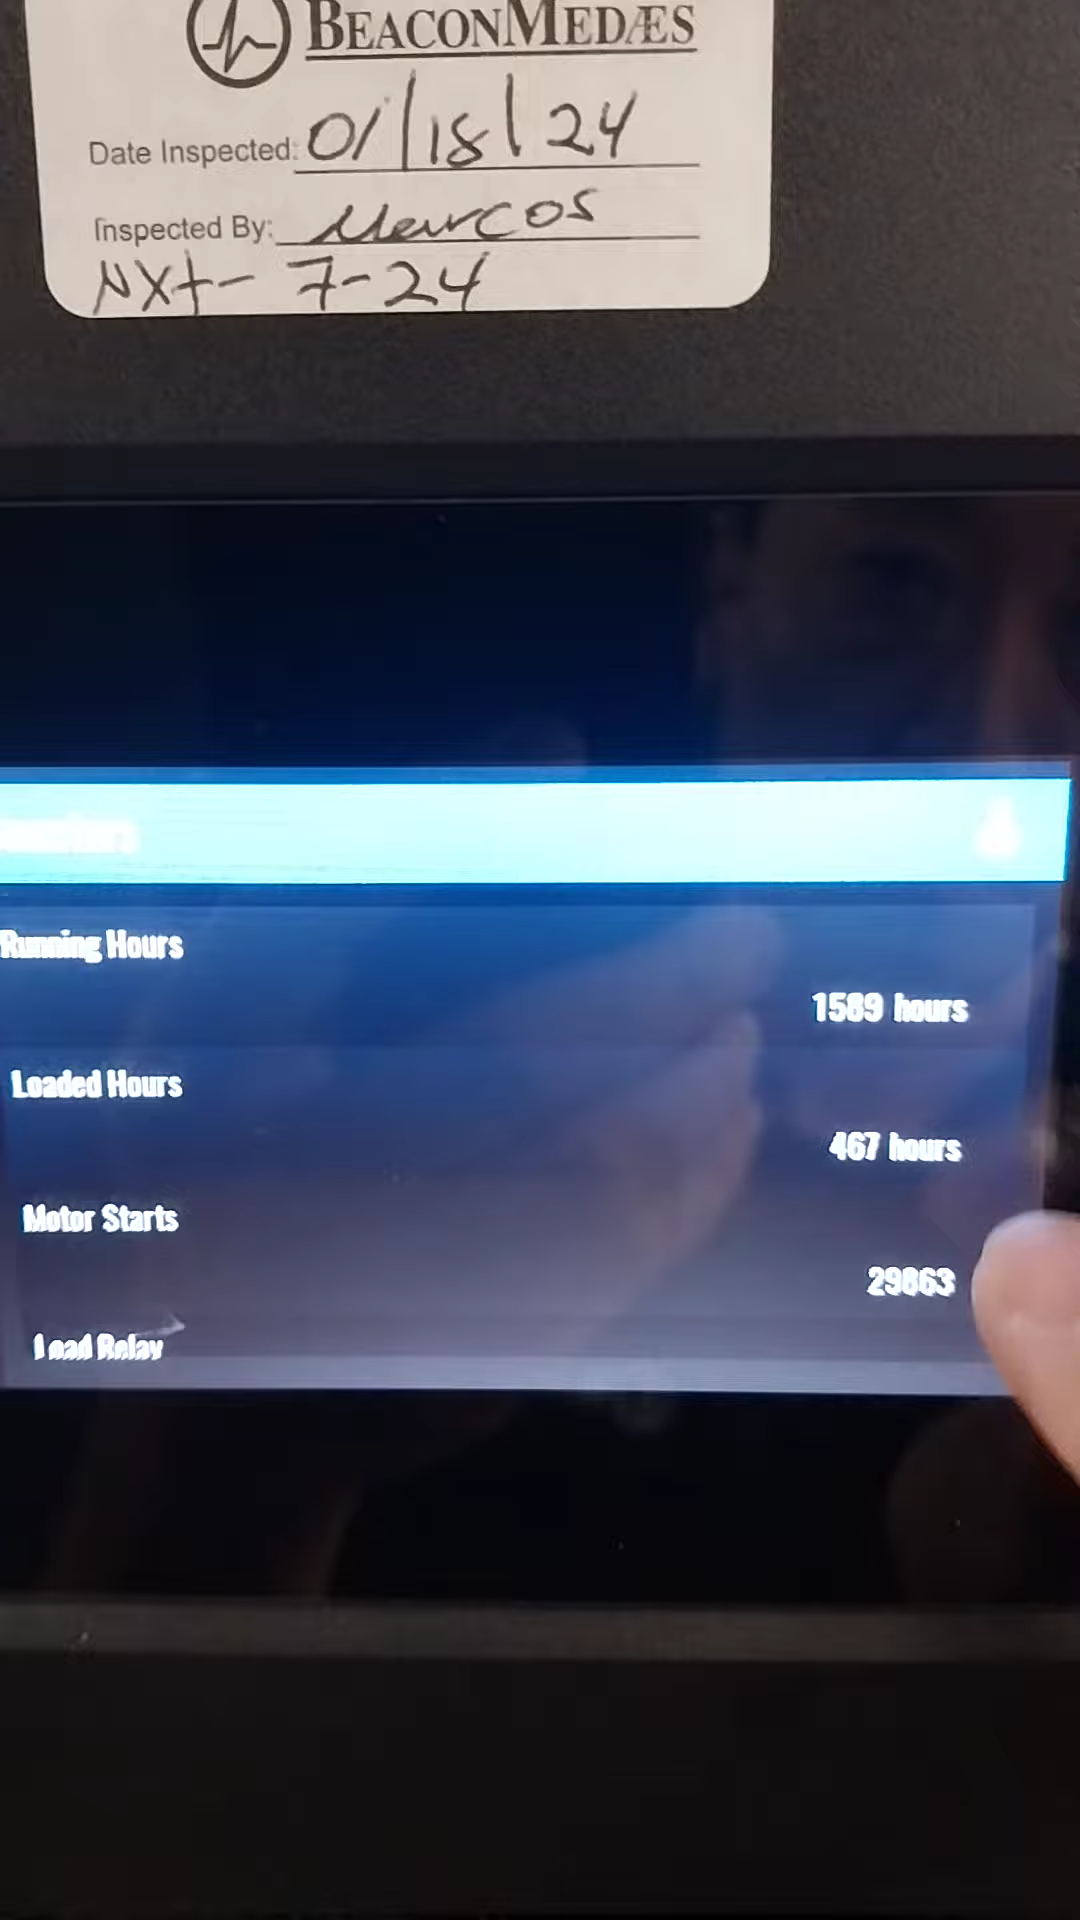 BEACONMEDÆS
Date Inspected: 01/18/24
Inspected By: Marcos
NXt- 7-24
Running Hours
1589 hours
Loaded Hours
467 hours
Motor Starts
29863
Load Relay